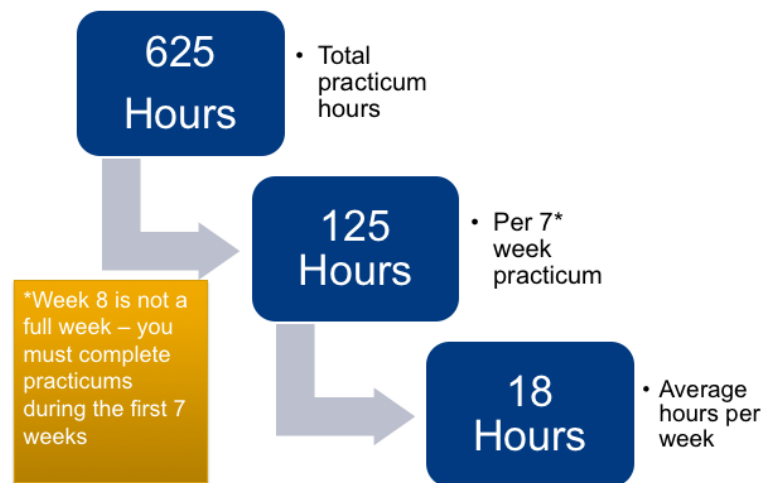 625
Hours
• Total
practicum
hours
125
Hours
• Per 7*
week
practicum
*Week 8 is not a
full week – you
must complete
practicums
during the first 7
weeks
18
Hours
• Average
hours per
week